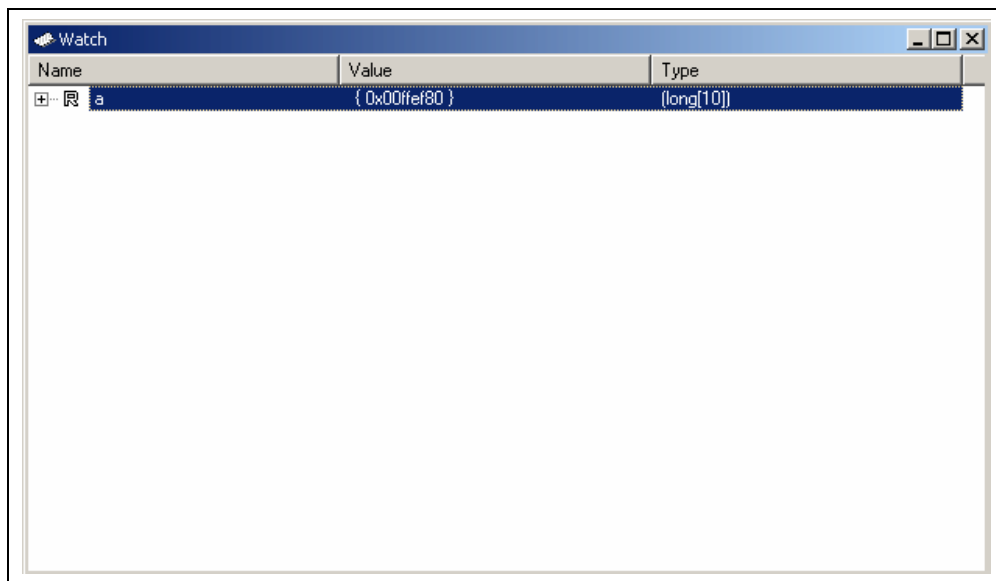 Watch
Name Value Type
R a { 0x00ffef80 } (long[10])